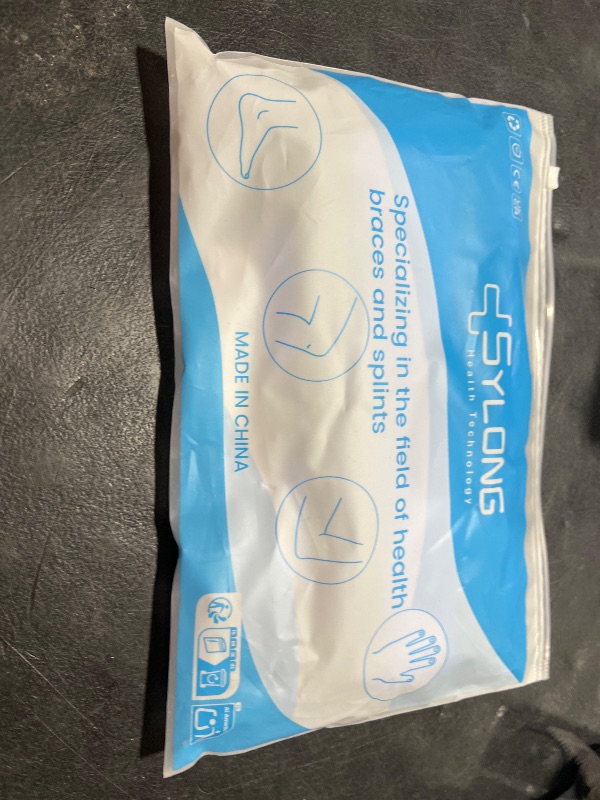 SYLONG
Health Technology
Specializing in the field of health
braces and splints
MADE IN CHINA